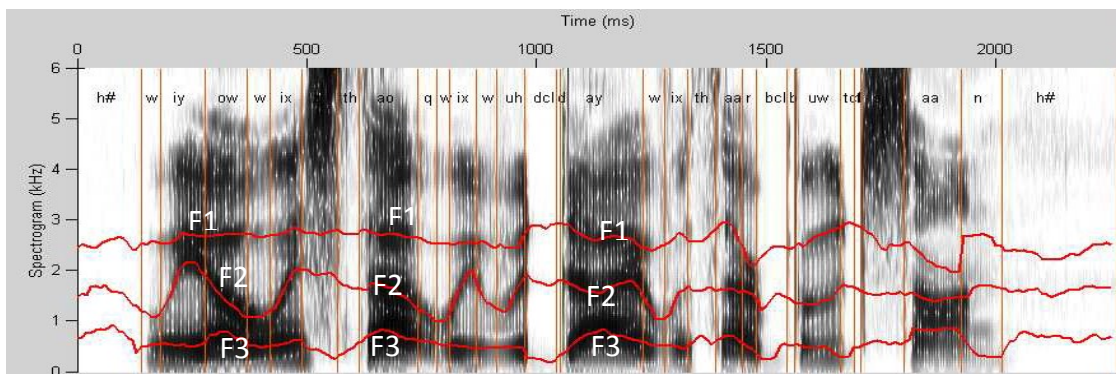 Time (ms)
0 500 1000 1500 2000
6
5
4
3
2
1
0
Spectrogram (kHz)
h# w iy ow w ix th ao q w ix w uh dcl d ay w ix th aa r bcl b uw tcl aa n h#
F1 F1 F1
F2 F2 F2
F3 F3 F3